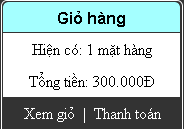 Giỏ hàng
Hiện có: 1 mặt hàng
Tổng tiền: 300.000Đ
Xem giỏ | Thanh toán